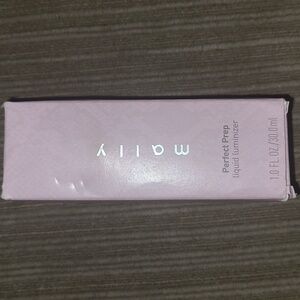 mally
Perfect Prep
liquid luminizer
1.0 FL OZ/30.0ml